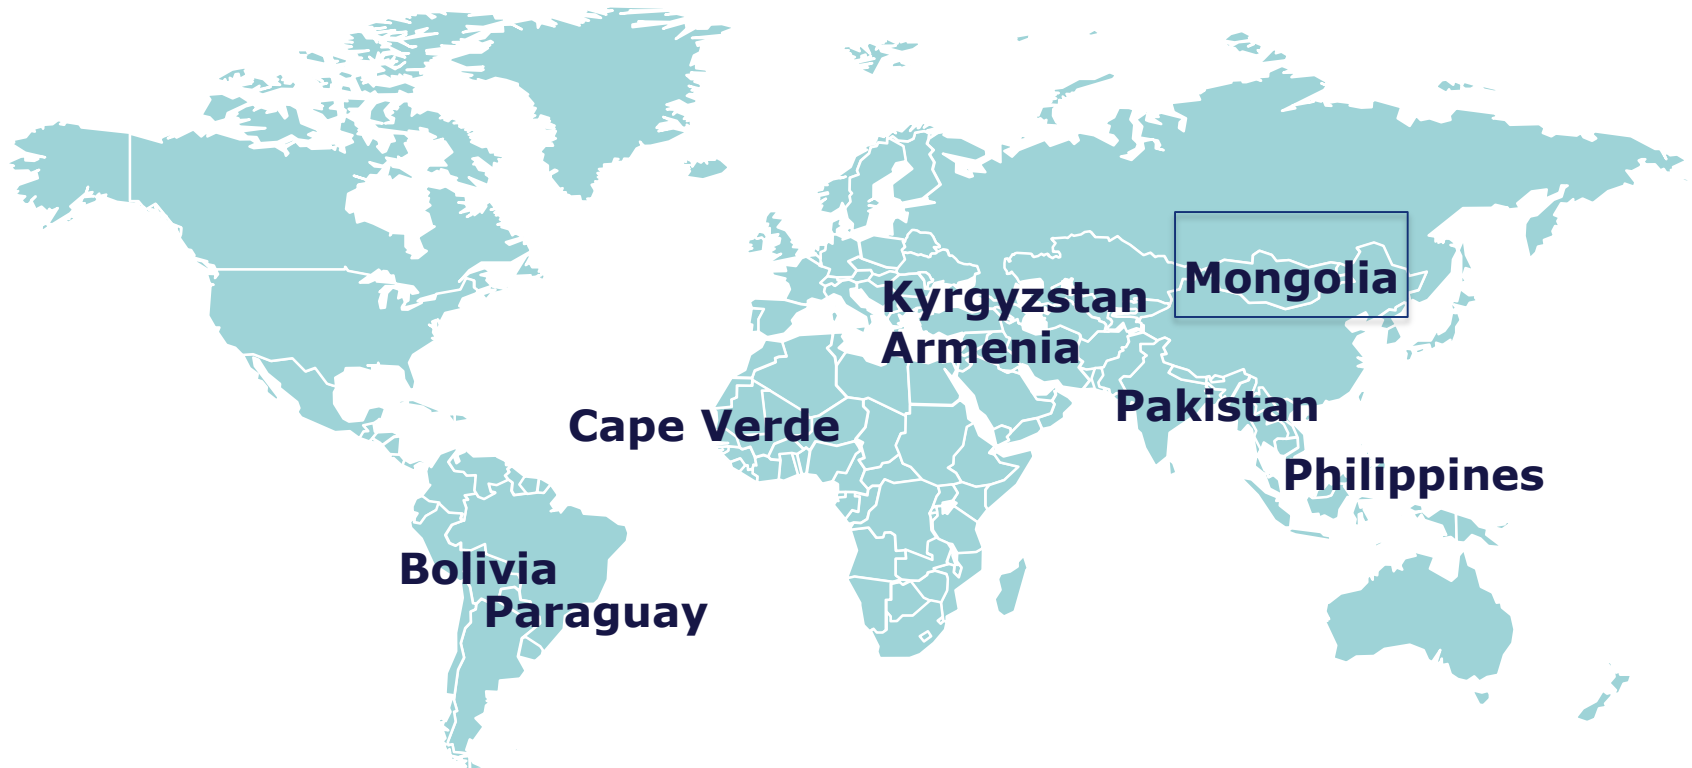 Mongolia
Kyrgyzstan
Armenia
Pakistan
Cape Verde
Philippines
Bolivia
Paraguay